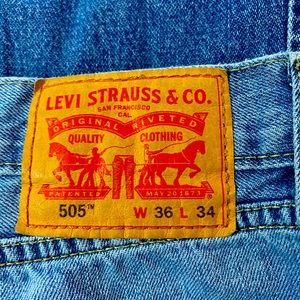 LEVI STRAUSS & CO.
SAN FRANCISCO
CAL.
ORIGINAL RIVETED
QUALITY CLOTHING
PATENTED MAY 20 1873
505™ W 36 L 34